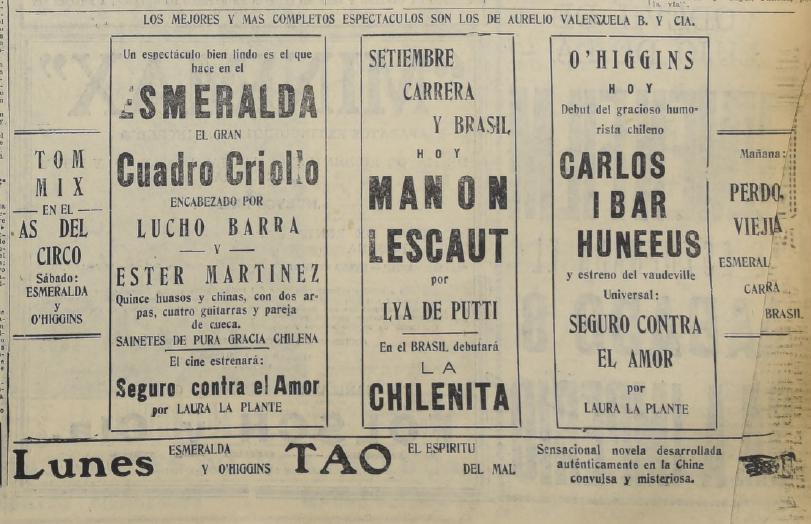 LOS MEJORES Y MAS COMPLETOS ESPECTACULOS SON LOS DE AURELIO VALENZUELA B. Y CIA.
TOM
MIX
EN EL
AS DEL
CIRCO
Sábado:
ESMERALDA
y
O'HIGGINS
Un espectáculo bien lindo es el que
hace en el
ESMERALDA
EL GRAN
Cuadro Criollo
ENCABEZADO POR
LUCHO BARRA
— Y —
ESTER MARTINEZ
Quince huasos y chinas, con dos ar-
pas, cuatro guitarras y pareja
de cueca.
SAINETES DE PURA GRACIA CHILENA
El cine estrenará:
Seguro contra el Amor
por LAURA LA PLANTE
SETIEMBRE
CARRERA
Y BRASIL
HOY
MANON
LESCAUT
por
LYA DE PUTTI
En el BRASIL debutará
LA
CHILENITA
O'HIGGINS
HOY
Debut del gracioso humo-
rista chileno
CARLOS
IBAR
HUNEEUS
y estreno del vaudeville
Universal:
SEGURO CONTRA
EL AMOR
por
LAURA LA PLANTE
Mañana:
PERDO,
VIEJA
ESMERAL
CARRA
BRASIL
Lunes
ESMERALDA
Y O'HIGGINS
TAO
EL ESPIRITU
DEL MAL
Sensacional novela desarrollada
auténticamente en la China
convulsa y misteriosa.